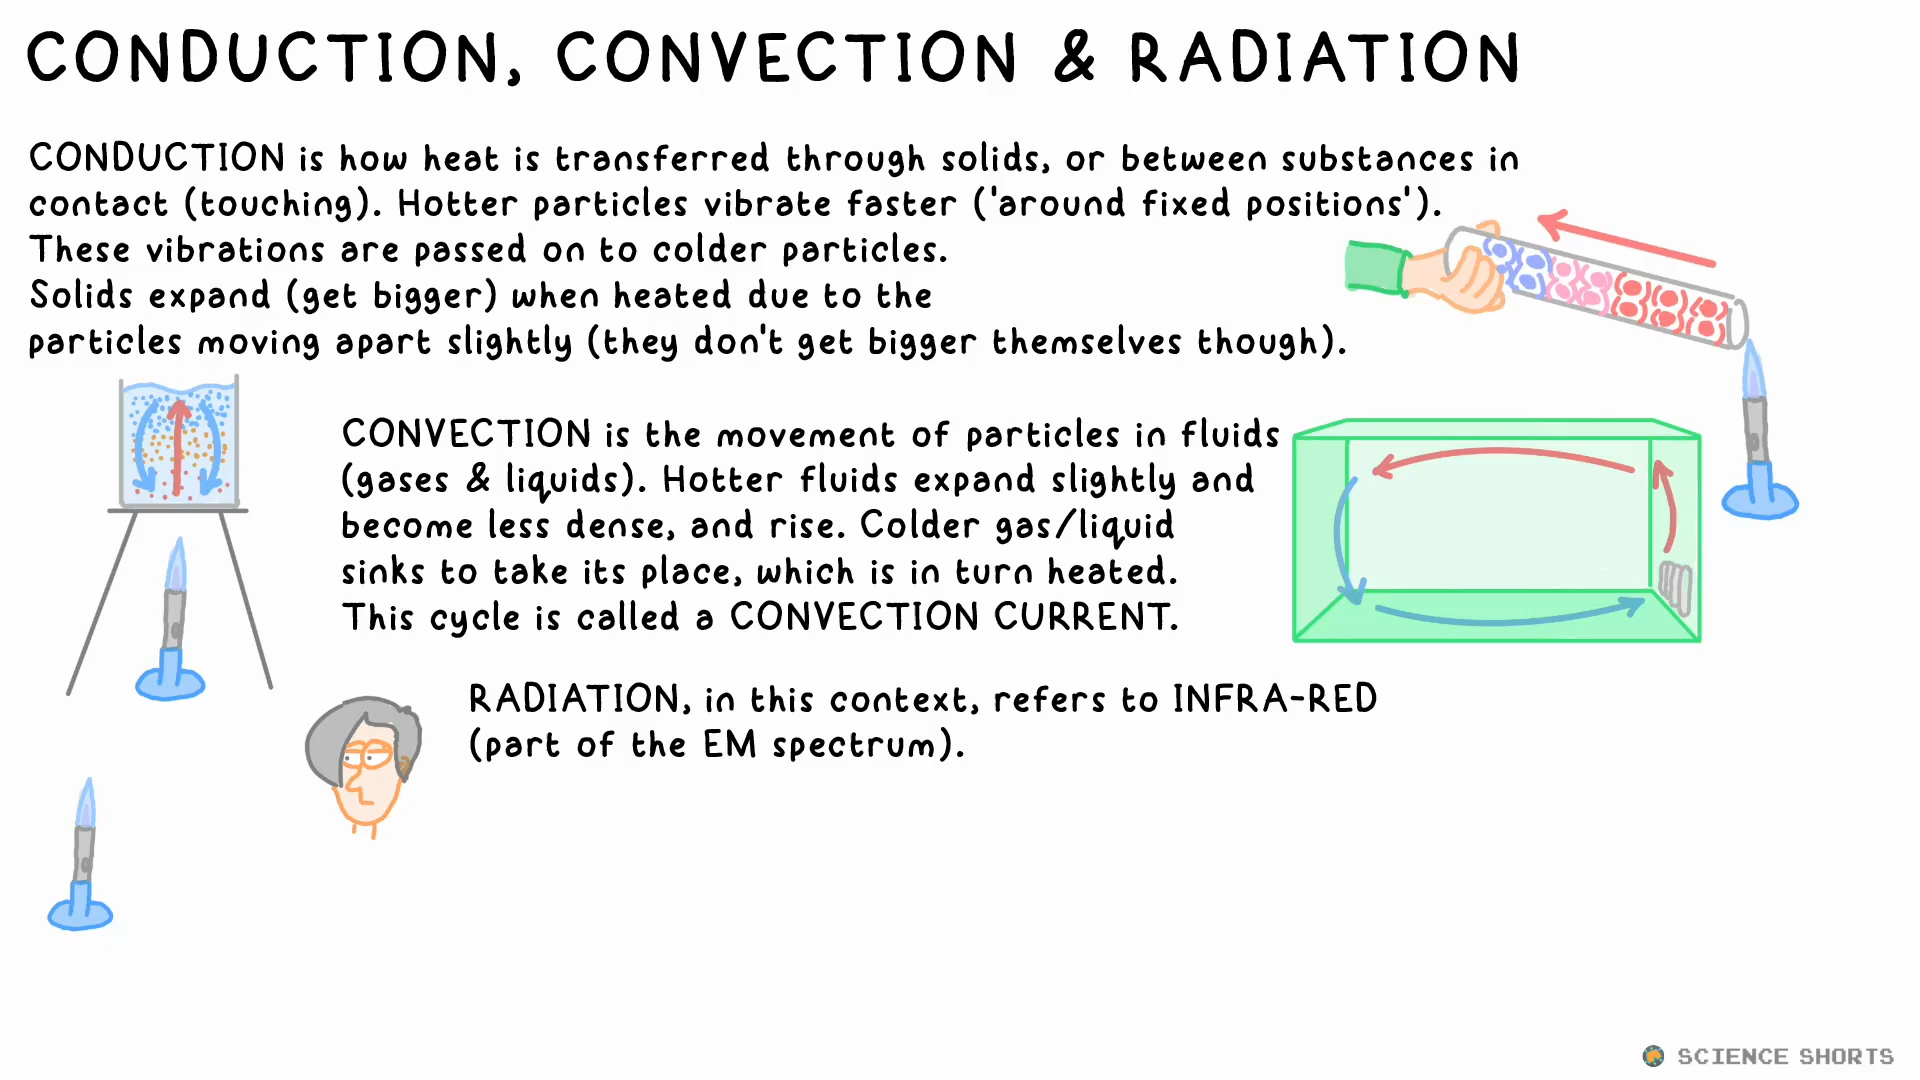 CONDUCTION, CONVECTION & RADIATION
CONDUCTION is how heat is transferred through solids, or between substances in
contact (touching). Hotter particles vibrate faster ('around fixed positions').
These vibrations are passed on to colder particles.
Solids expand (get bigger) when heated due to the
particles moving apart slightly (they don't get bigger themselves though).
CONVECTION is the movement of particles in fluids
(gases & liquids). Hotter fluids expand slightly and
become less dense, and rise. Colder gas/liquid
sinks to take its place, which is in turn heated.
This cycle is called a CONVECTION CURRENT.
RADIATION, in this context, refers to INFRA-RED
(part of the EM spectrum).
SCIENCE SHORTS